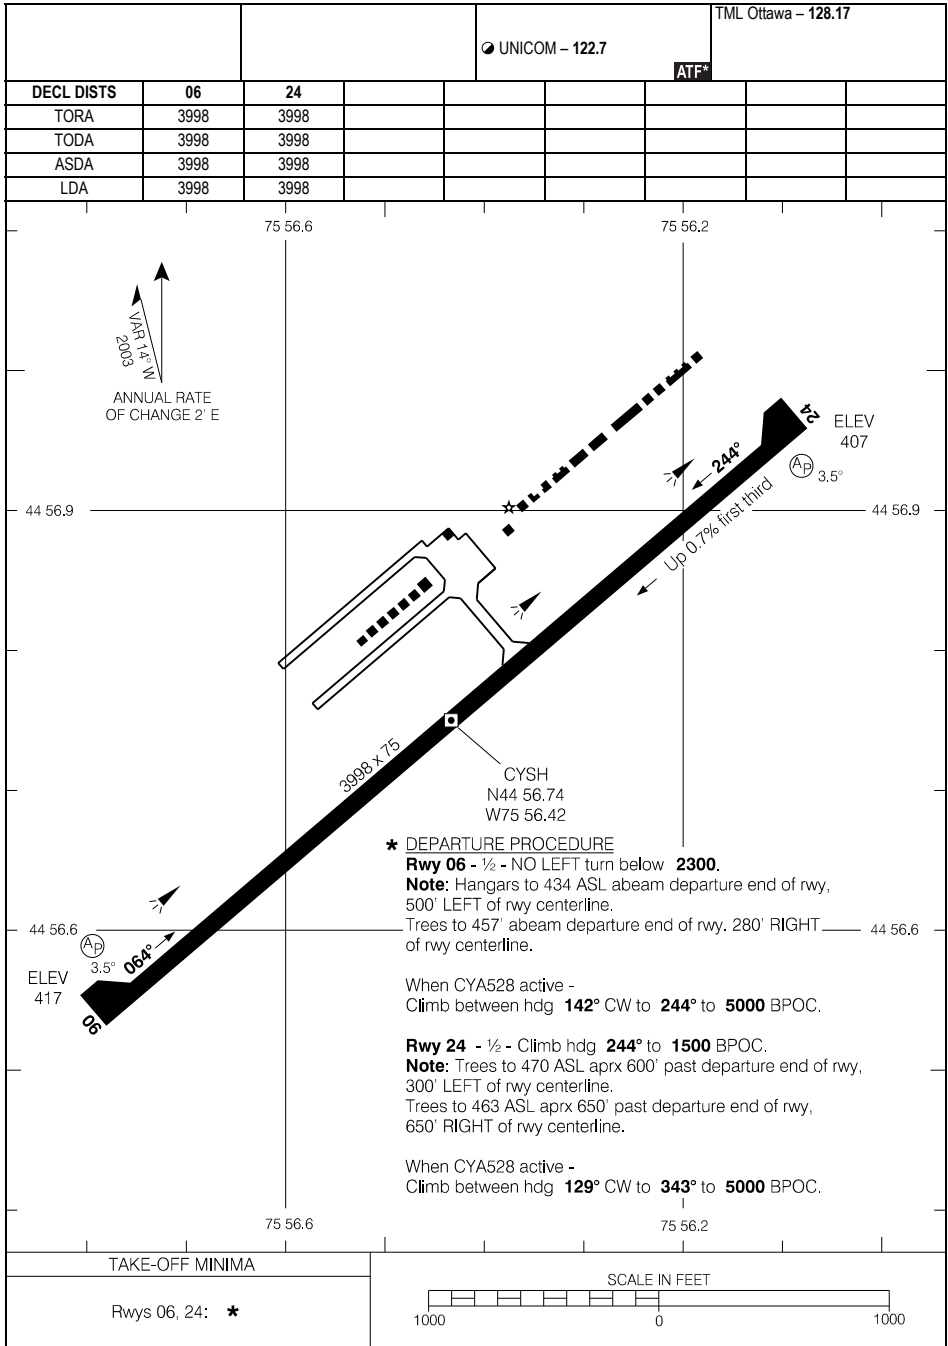 TML Ottawa – 128.17
UNICOM – 122.7
ATF*
DECL DISTS 06 24
TORA 3998 3998
TODA 3998 3998
ASDA 3998 3998
LDA 3998 3998
75 56.6 75 56.2
VAR 14° W
2003
ANNUAL RATE
OF CHANGE 2' E
24
ELEV
407
244°
Ap 3.5°
Up 0.7% first third
44 56.9 44 56.9
3998 x 75
CYSH
N44 56.74
W75 56.42
* DEPARTURE PROCEDURE
Rwy 06 - ½ - NO LEFT turn below 2300.
Note: Hangars to 434 ASL abeam departure end of rwy,
500' LEFT of rwy centerline.
Trees to 457' abeam departure end of rwy. 280' RIGHT
of rwy centerline.
44 56.6 44 56.6
Ap 3.5°
064°
ELEV
417
06
When CYA528 active -
Climb between hdg 142° CW to 244° to 5000 BPOC.
Rwy 24 - ½ - Climb hdg 244° to 1500 BPOC.
Note: Trees to 470 ASL aprx 600' past departure end of rwy,
300' LEFT of rwy centerline.
Trees to 463 ASL aprx 650' past departure end of rwy,
650' RIGHT of rwy centerline.
When CYA528 active -
Climb between hdg 129° CW to 343° to 5000 BPOC.
75 56.6 75 56.2
TAKE-OFF MINIMA
Rwys 06, 24: *
SCALE IN FEET
1000 0 1000